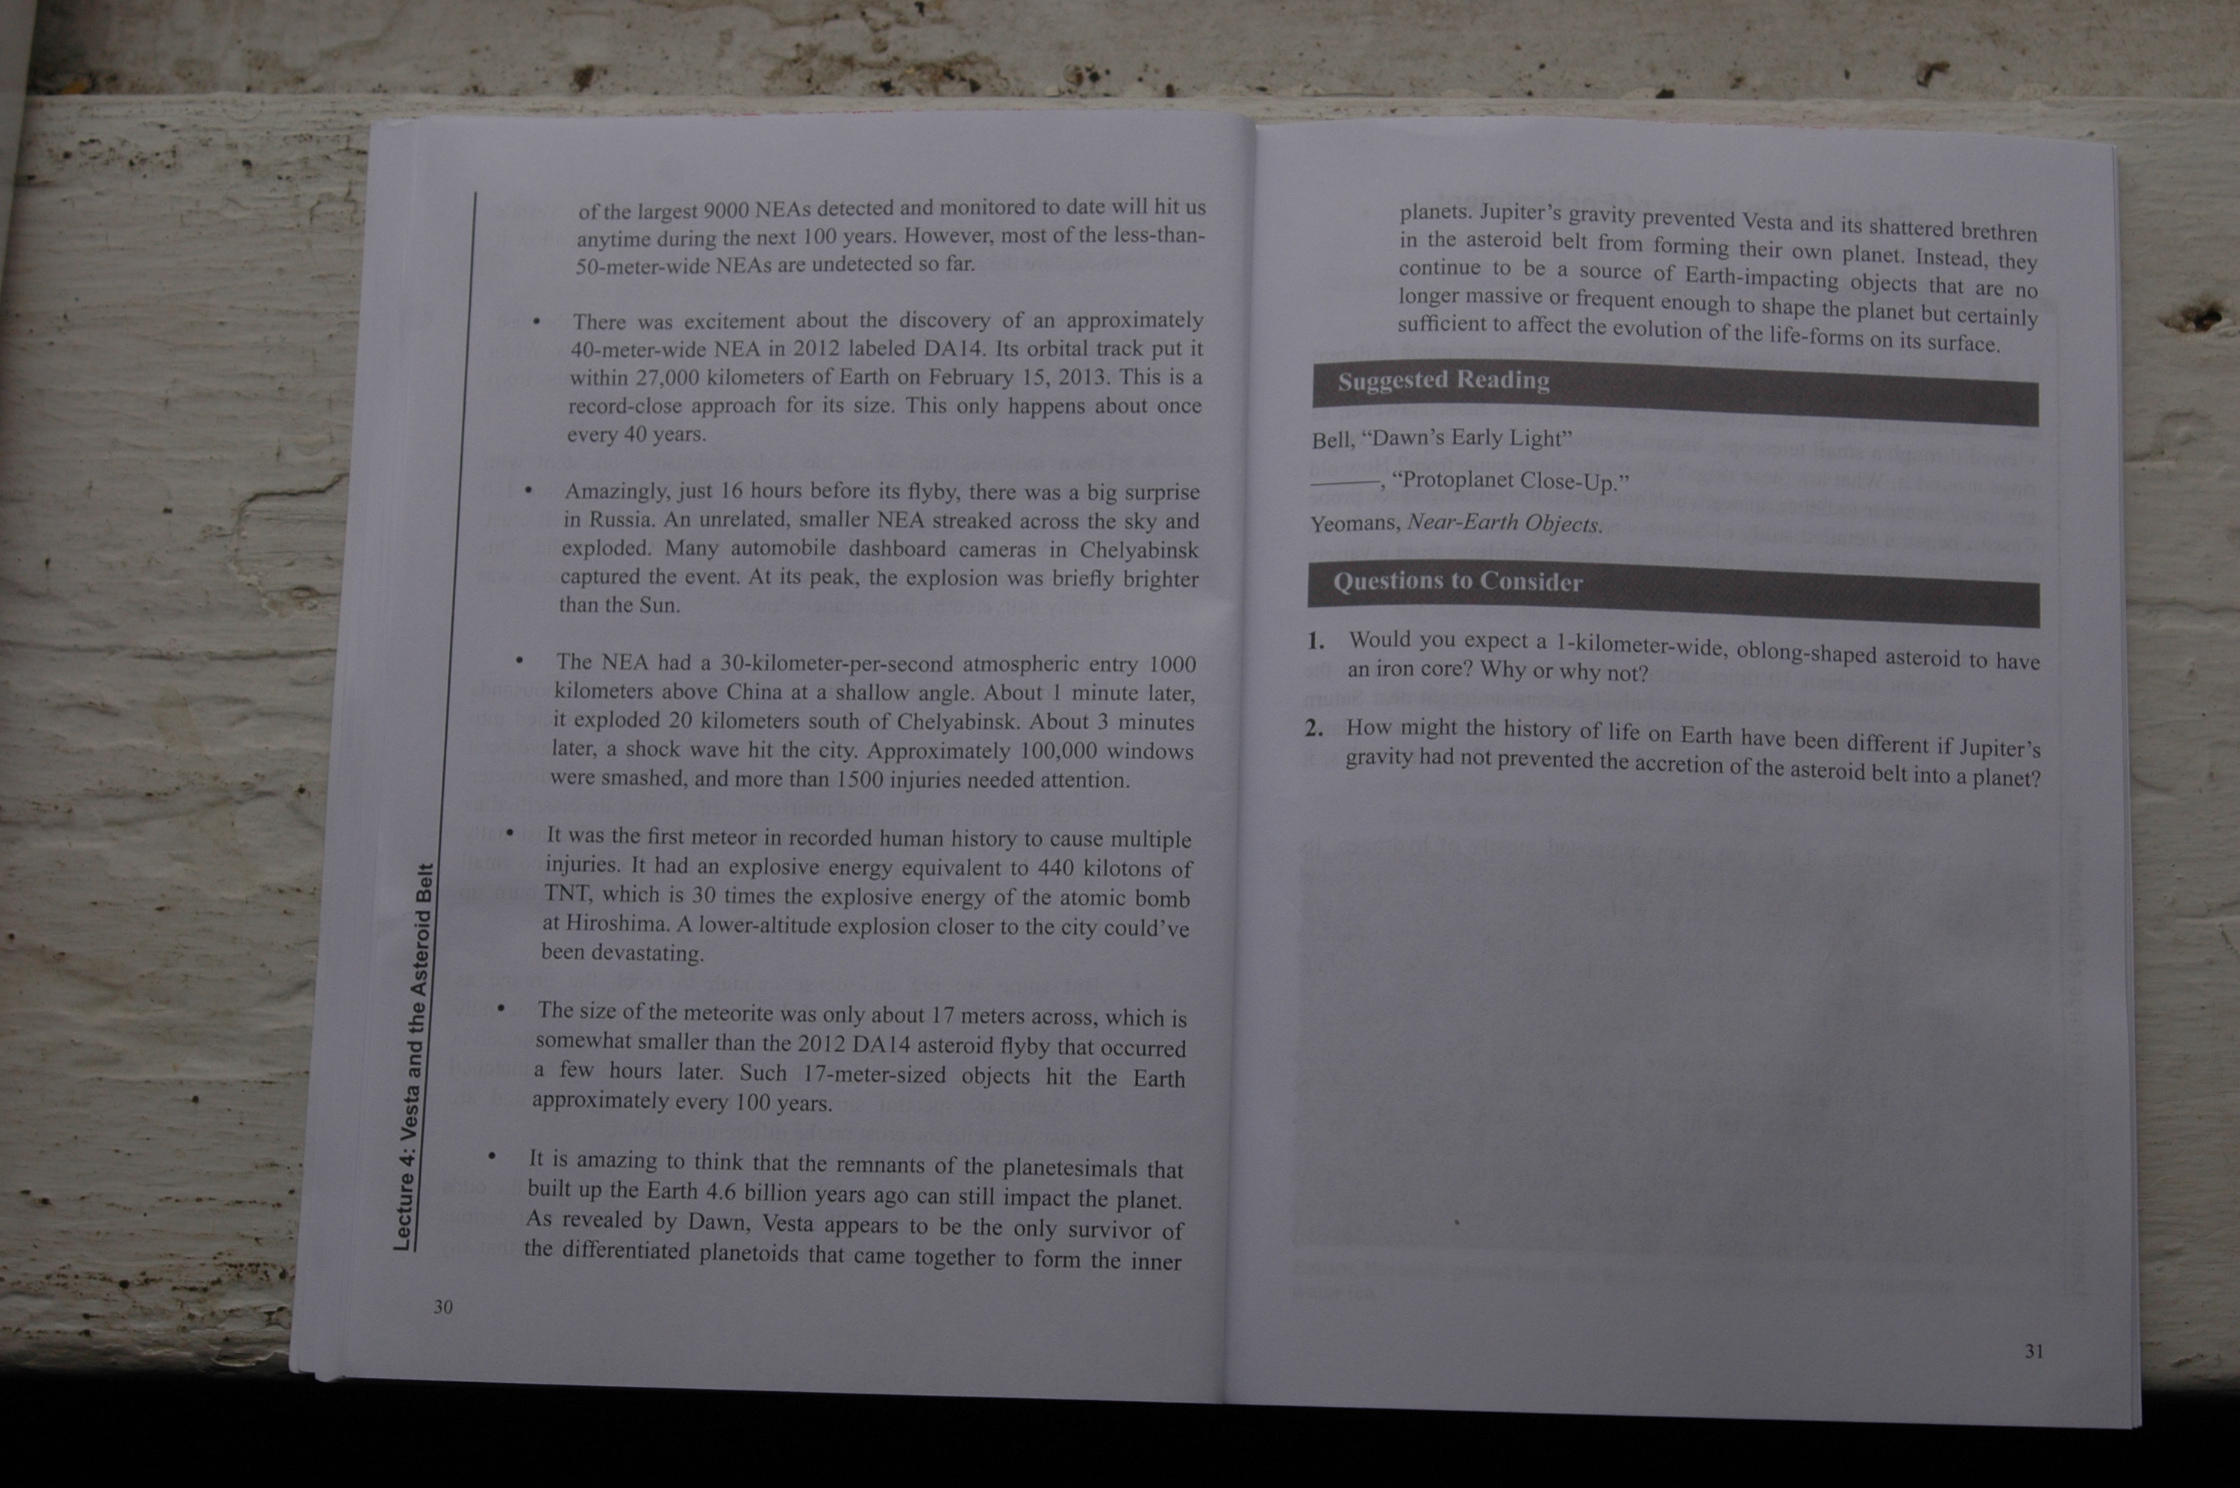 of the largest 9000 NEAs detected and monitored to date will hit us
anytime during the next 100 years. However, most of the less-than-
50-meter-wide NEAs are undetected so far.
• There was excitement about the discovery of an approximately
40-meter-wide NEA in 2012 labeled DA14. Its orbital track put it
within 27,000 kilometers of Earth on February 15, 2013. This is a
record-close approach for its size. This only happens about once
every 40 years.
• Amazingly, just 16 hours before its flyby, there was a big surprise
in Russia. An unrelated, smaller NEA streaked across the sky and
exploded. Many automobile dashboard cameras in Chelyabinsk
captured the event. At its peak, the explosion was briefly brighter
than the Sun.
• The NEA had a 30-kilometer-per-second atmospheric entry 1000
kilometers above China at a shallow angle. About 1 minute later,
it exploded 20 kilometers south of Chelyabinsk. About 3 minutes
later, a shock wave hit the city. Approximately 100,000 windows
were smashed, and more than 1500 injuries needed attention.
• It was the first meteor in recorded human history to cause multiple
injuries. It had an explosive energy equivalent to 440 kilotons of
TNT, which is 30 times the explosive energy of the atomic bomb
at Hiroshima. A lower-altitude explosion closer to the city could've
been devastating.
• The size of the meteorite was only about 17 meters across, which is
somewhat smaller than the 2012 DA14 asteroid flyby that occurred
a few hours later. Such 17-meter-sized objects hit the Earth
approximately every 100 years.
• It is amazing to think that the remnants of the planetesimals that
built up the Earth 4.6 billion years ago can still impact the planet.
As revealed by Dawn, Vesta appears to be the only survivor of
the differentiated planetoids that came together to form the inner
Lecture 4: Vesta and the Asteroid Belt
30
planets. Jupiter's gravity prevented Vesta and its shattered brethren
in the asteroid belt from forming their own planet. Instead, they
continue to be a source of Earth-impacting objects that are no
longer massive or frequent enough to shape the planet but certainly
sufficient to affect the evolution of the life-forms on its surface.
Suggested Reading
Bell, “Dawn's Early Light”
———, “Protoplanet Close-Up.”
Yeomans, Near-Earth Objects.
Questions to Consider
1. Would you expect a 1-kilometer-wide, oblong-shaped asteroid to have
an iron core? Why or why not?
2. How might the history of life on Earth have been different if Jupiter's
gravity had not prevented the accretion of the asteroid belt into a planet?
31